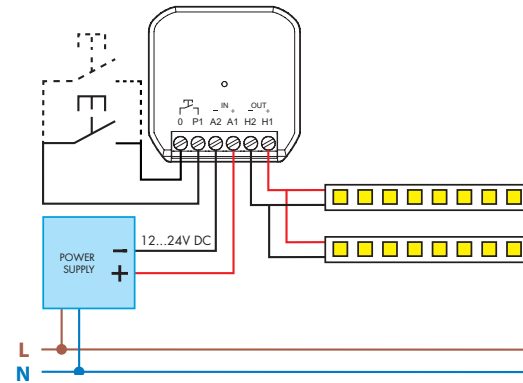 − IN + − OUT +
0 P1 A2 A1 H2 H1
12...24V DC
POWER
SUPPLY
−
+
L
N